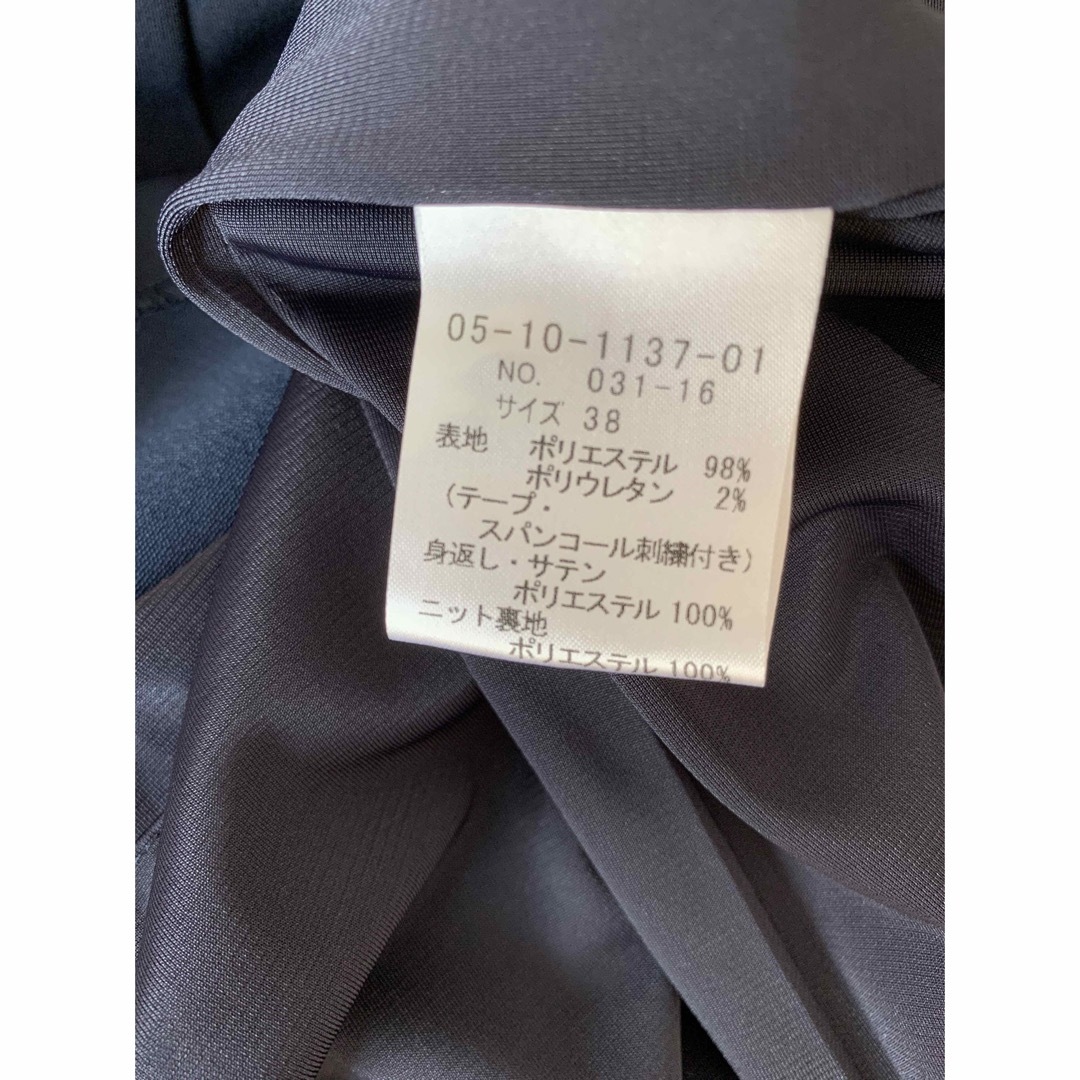 05-10-1137-01
NO. 031-16
サイズ 38
表地 ポリエステル 98%
ポリウレタン 2%
(テープ・
スパンコール刺繍付き)
身返し・サテン
ポリエステル 100%
ニット裏地
ポリエステル 100%